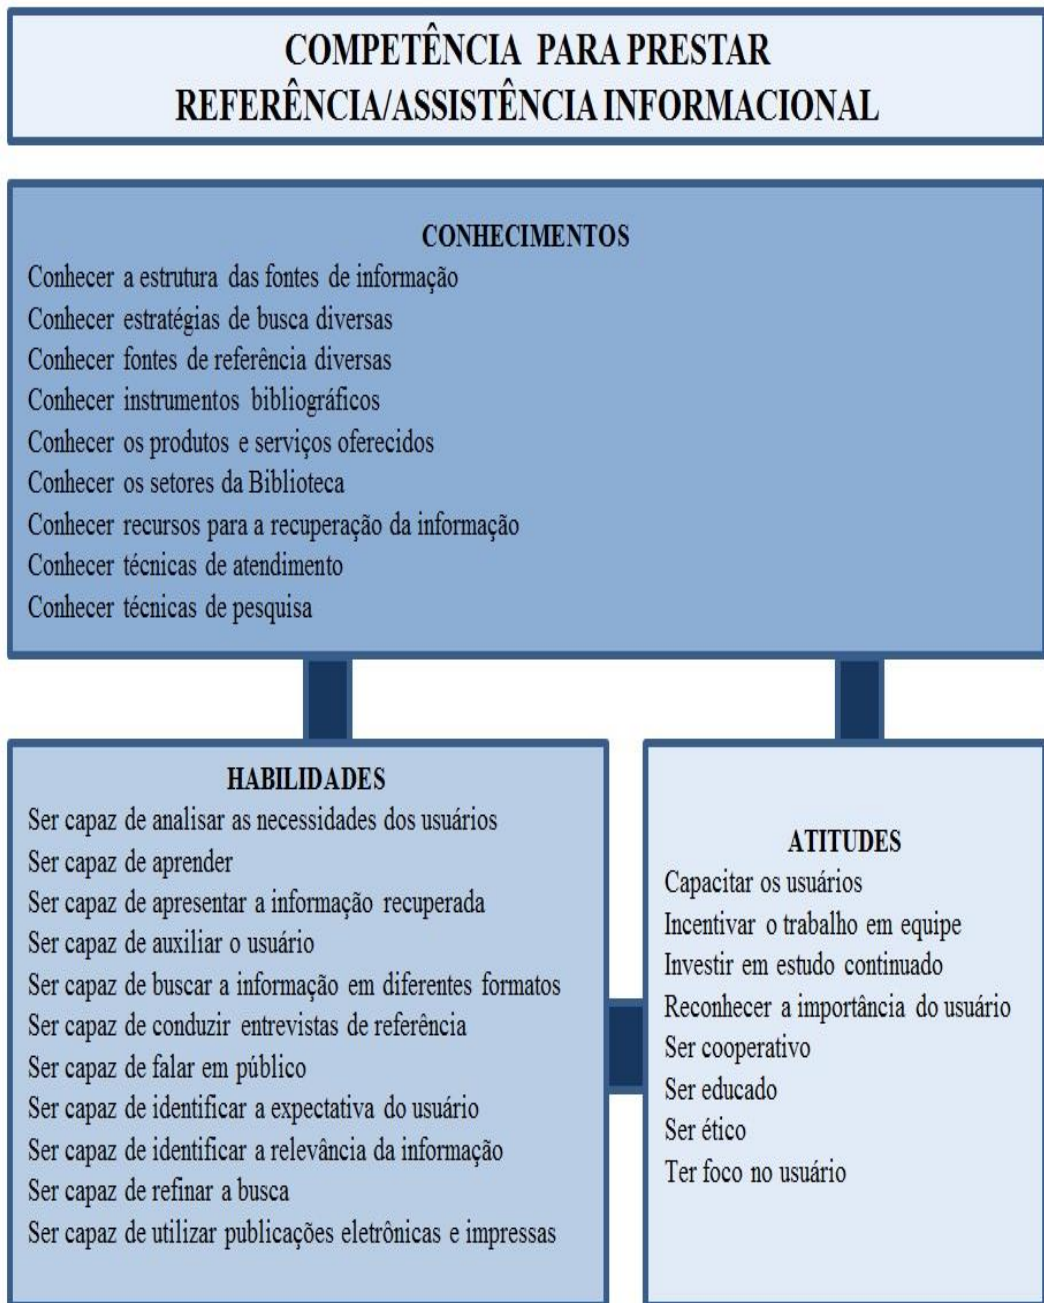 COMPETÊNCIA PARA PRESTAR
REFERÊNCIA/ASSISTÊNCIA INFORMACIONAL
CONHECIMENTOS
Conhecer a estrutura das fontes de informação
Conhecer estratégias de busca diversas
Conhecer fontes de referência diversas
Conhecer instrumentos bibliográficos
Conhecer os produtos e serviços oferecidos
Conhecer os setores da Biblioteca
Conhecer recursos para a recuperação da informação
Conhecer técnicas de atendimento
Conhecer técnicas de pesquisa
HABILIDADES
Ser capaz de analisar as necessidades dos usuários
Ser capaz de aprender
Ser capaz de apresentar a informação recuperada
Ser capaz de auxiliar o usuário
Ser capaz de buscar a informação em diferentes formatos
Ser capaz de conduzir entrevistas de referência
Ser capaz de falar em público
Ser capaz de identificar a expectativa do usuário
Ser capaz de identificar a relevância da informação
Ser capaz de refinar a busca
Ser capaz de utilizar publicações eletrônicas e impressas
ATITUDES
Capacitar os usuários
Incentivar o trabalho em equipe
Investir em estudo continuado
Reconhecer a importância do usuário
Ser cooperativo
Ser educado
Ser ético
Ter foco no usuário